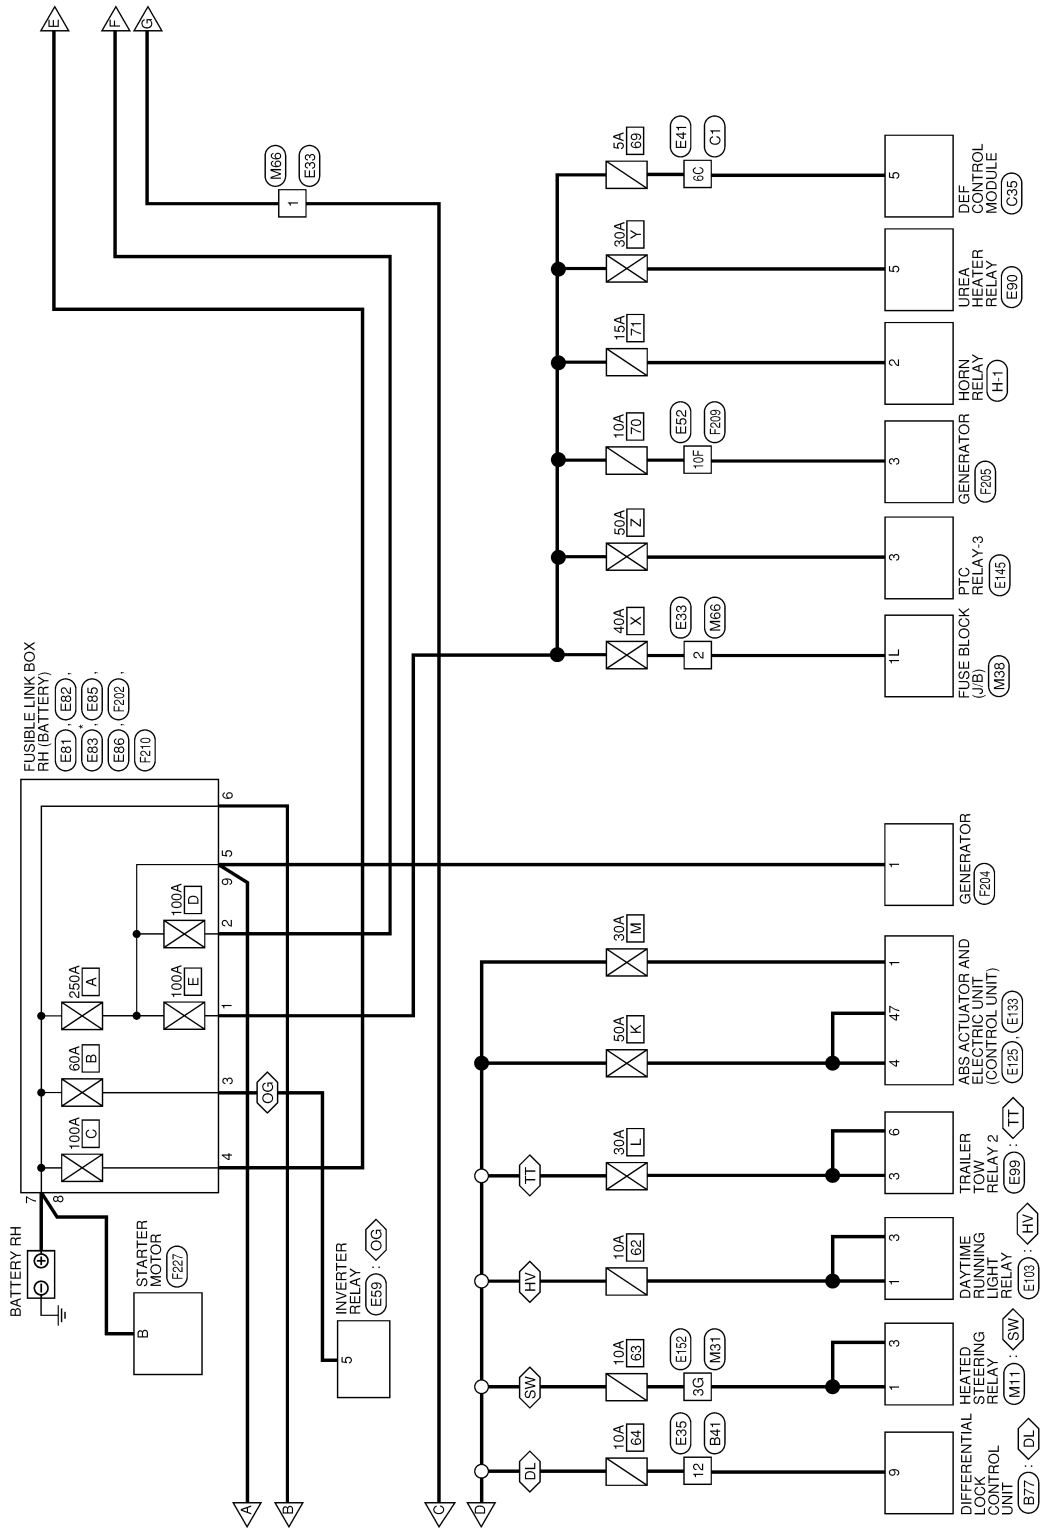 E
F
G
M66
E33
1
5A
69
E41
C1
6C
5
DEF
CONTROL
MODULE
C35
30A
Y
5
UREA
HEATER
RELAY
E90
15A
71
2
HORN
RELAY
H-1
10A
70
E52
F209
10F
3
GENERATOR
F205
50A
Z
3
PTC
RELAY-3
E145
40A
X
E33
M66
2
1L
FUSE BLOCK
(J/B)
M38
FUSIBLE LINK BOX
RH (BATTERY)
E81 , E82 ,
E83 * , E85 ,
E86 , F202 ,
F210
6
5
9
100A
D
2
250A
A
100A
E
1
60A
B
3
OG
100A
C
4
7
8
BATTERY RH
+
−
STARTER
MOTOR
F227
B
INVERTER
RELAY
E59 : OG
5
A
B
C
D
1
GENERATOR
F204
30A
M
1
50A
K
47
4
ABS ACTUATOR AND
ELECTRIC UNIT
(CONTROL UNIT)
E125 , E133
TT
30A
L
6
3
TRAILER
TOW
RELAY 2
E99 : TT
HV
10A
62
3
1
DAYTIME
RUNNING
LIGHT
RELAY
E103 : HV
SW
10A
63
E152
M31
3G
3
1
HEATED
STEERING
RELAY
M11 : SW
DL
10A
64
E35
B41
12
9
DIFFERENTIAL
LOCK
CONTROL
UNIT
B77 : DL